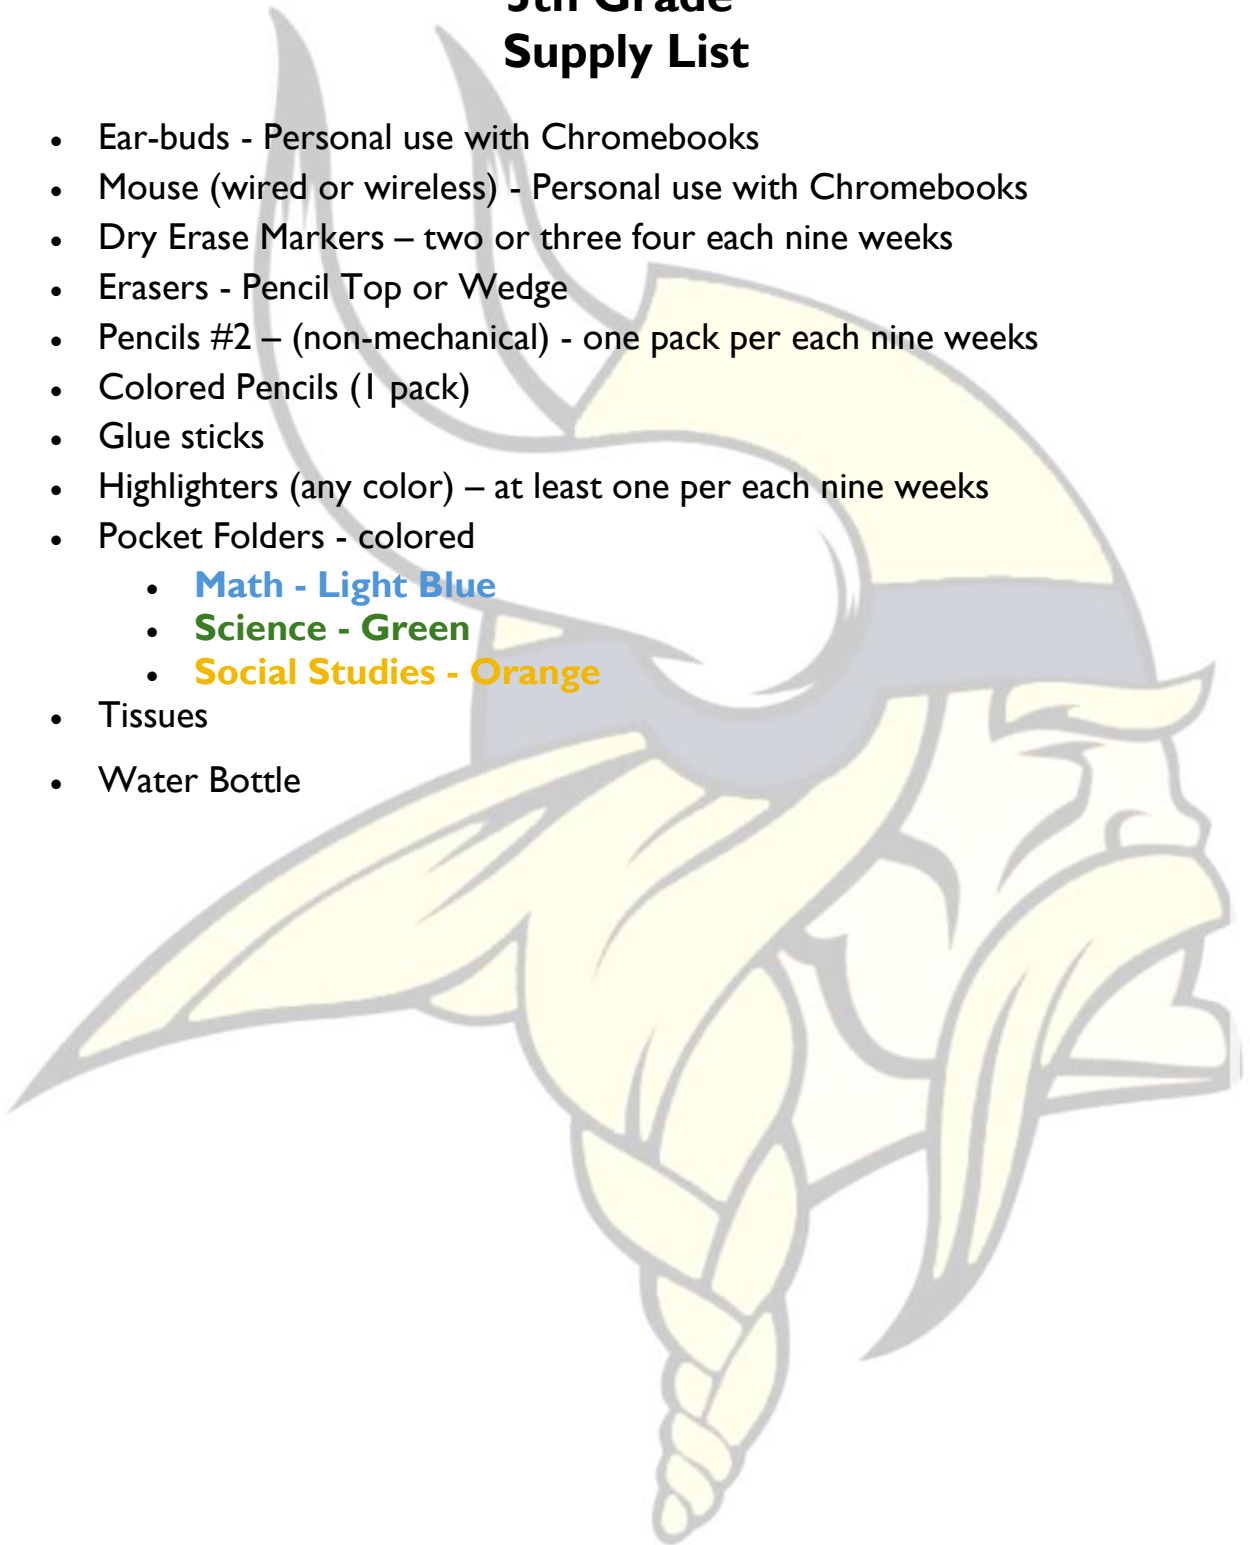 5th Grade
Supply List
• Ear-buds - Personal use with Chromebooks
• Mouse (wired or wireless) - Personal use with Chromebooks
• Dry Erase Markers – two or three four each nine weeks
• Erasers - Pencil Top or Wedge
• Pencils #2 – (non-mechanical) - one pack per each nine weeks
• Colored Pencils (1 pack)
• Glue sticks
• Highlighters (any color) – at least one per each nine weeks
• Pocket Folders - colored
• Math - Light Blue
• Science - Green
• Social Studies - Orange
• Tissues
• Water Bottle